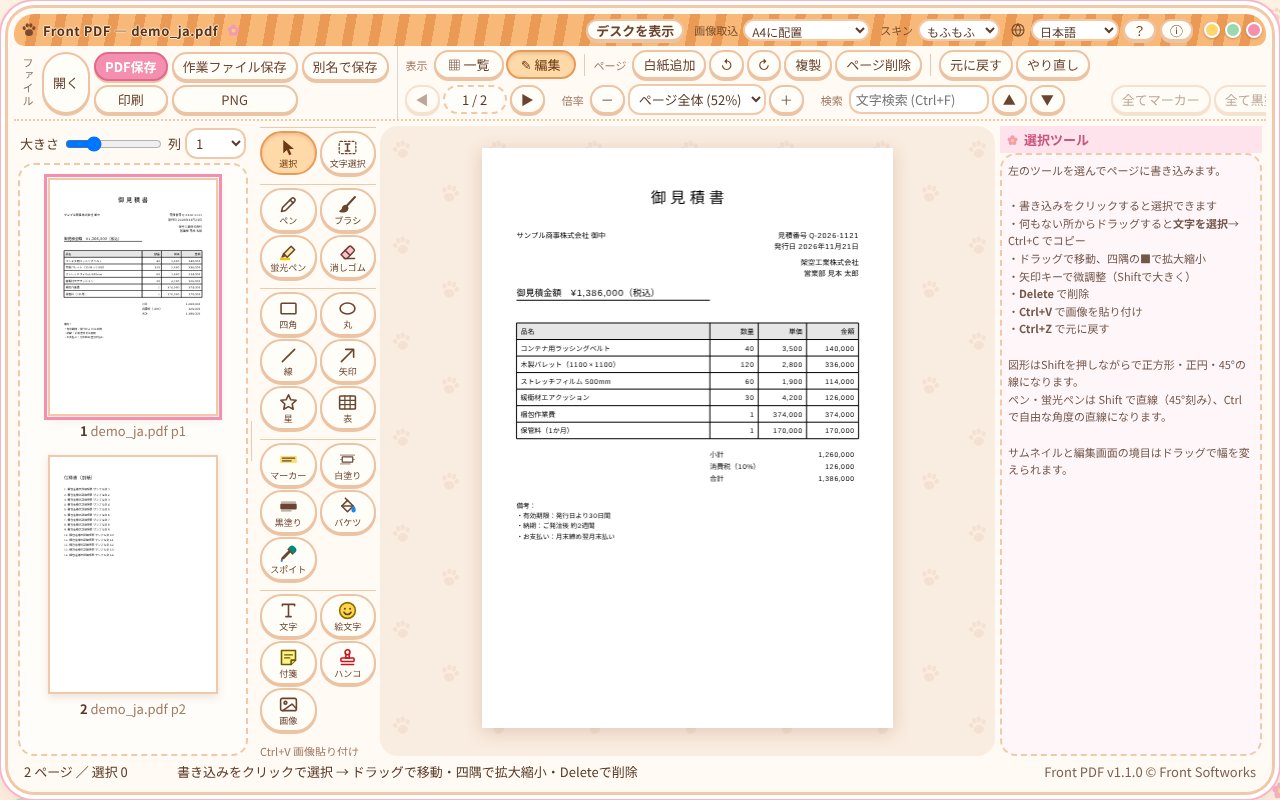 Front PDF — demo_ja.pdf
デスクを表示
画像取込
A4に配置
スキン
もふもふ
日本語
?
ファイル
開く
PDF保存
作業ファイル保存
別名で保存
印刷
PNG
表示
一覧
編集
ページ
白紙追加
複製
ページ削除
元に戻す
やり直し
1 / 2
倍率
ページ全体 (52%)
検索
文字検索 (Ctrl+F)
全てマーカー
全て黒
大きさ
列
1
1 demo_ja.pdf p1
2 demo_ja.pdf p2
選択
文字選択
ペン
ブラシ
蛍光ペン
消しゴム
四角
丸
線
矢印
星
表
マーカー
白塗り
黒塗り
バケツ
スポイト
文字
絵文字
付箋
ハンコ
画像
Ctrl+V 画像貼り付け
御見積書
サンプル商事株式会社 御中
見積番号 Q-2026-1121
発行日 2026年11月21日
架空工業株式会社
営業部 見本 太郎
御見積金額 ¥1,386,000（税込）
品名 数量 単価 金額
コンテナ用ラッシングベルト 40 3,500 140,000
木製パレット（1100×1100） 120 2,800 336,000
ストレッチフィルム 500mm 60 1,900 114,000
緩衝材エアクッション 30 4,200 126,000
梱包作業費 1 374,000 374,000
保管料（1か月） 1 170,000 170,000
小計 1,260,000
消費税（10%） 126,000
合計 1,386,000
備考：
・有効期限：発行日より30日間
・納期：ご発注後 約2週間
・お支払い：月末締め翌月末払い
選択ツール
左のツールを選んでページに書き込みます。
・書き込みをクリックすると選択できます
・何もない所からドラッグすると文字を選択→
Ctrl+C でコピー
・ドラッグで移動、四隅の■で拡大縮小
・矢印キーで微調整（Shiftで大きく）
・Delete で削除
・Ctrl+V で画像を貼り付け
・Ctrl+Z で元に戻す
図形はShiftを押しながらで正方形・正円・45°の
線になります。
ペン・蛍光ペンは Shift で直線（45°刻み）、Ctrl
で自由な角度の直線になります。
サムネイルと編集画面の境目はドラッグで幅を変
えられます。
2 ページ ／ 選択 0
書き込みをクリックで選択 → ドラッグで移動・四隅で拡大縮小・Deleteで削除
Front PDF v1.1.0 © Front Softworks